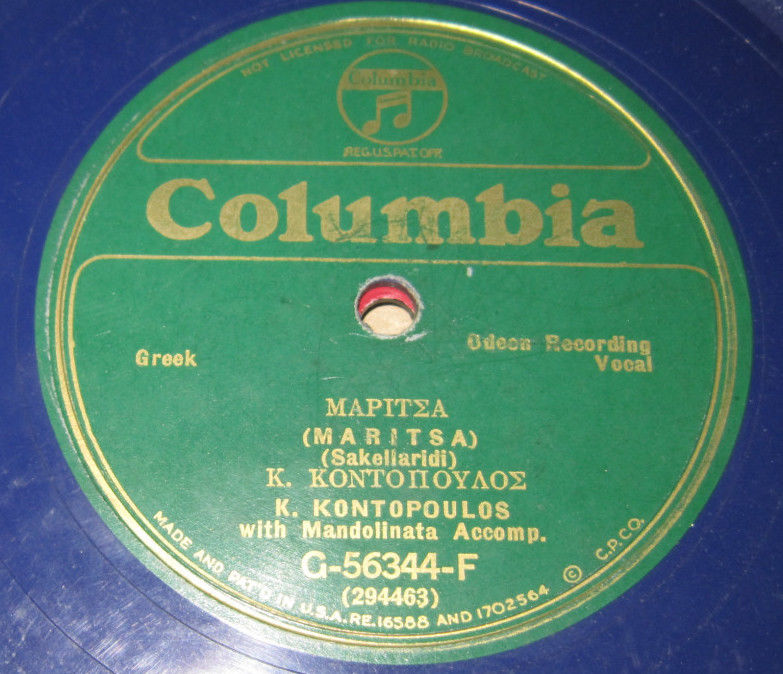 NOT LICENSED FOR RADIO BROADCAST
Columbia
REG.U.S.PAT.OFF.
Columbia
Greek
Odeon Recording
Vocal
ΜΑΡΙΤΣΑ
(MARITSA)
(Sakellaridi)
Κ. ΚΟΝΤΟΠΟΥΛΟΣ
K. KONTOPOULOS
with Mandolinata Accomp.
G-56344-F
(294463)
MADE AND PAT'D IN U.S.A. RE.16588 AND 1702564 © C.P.CO.